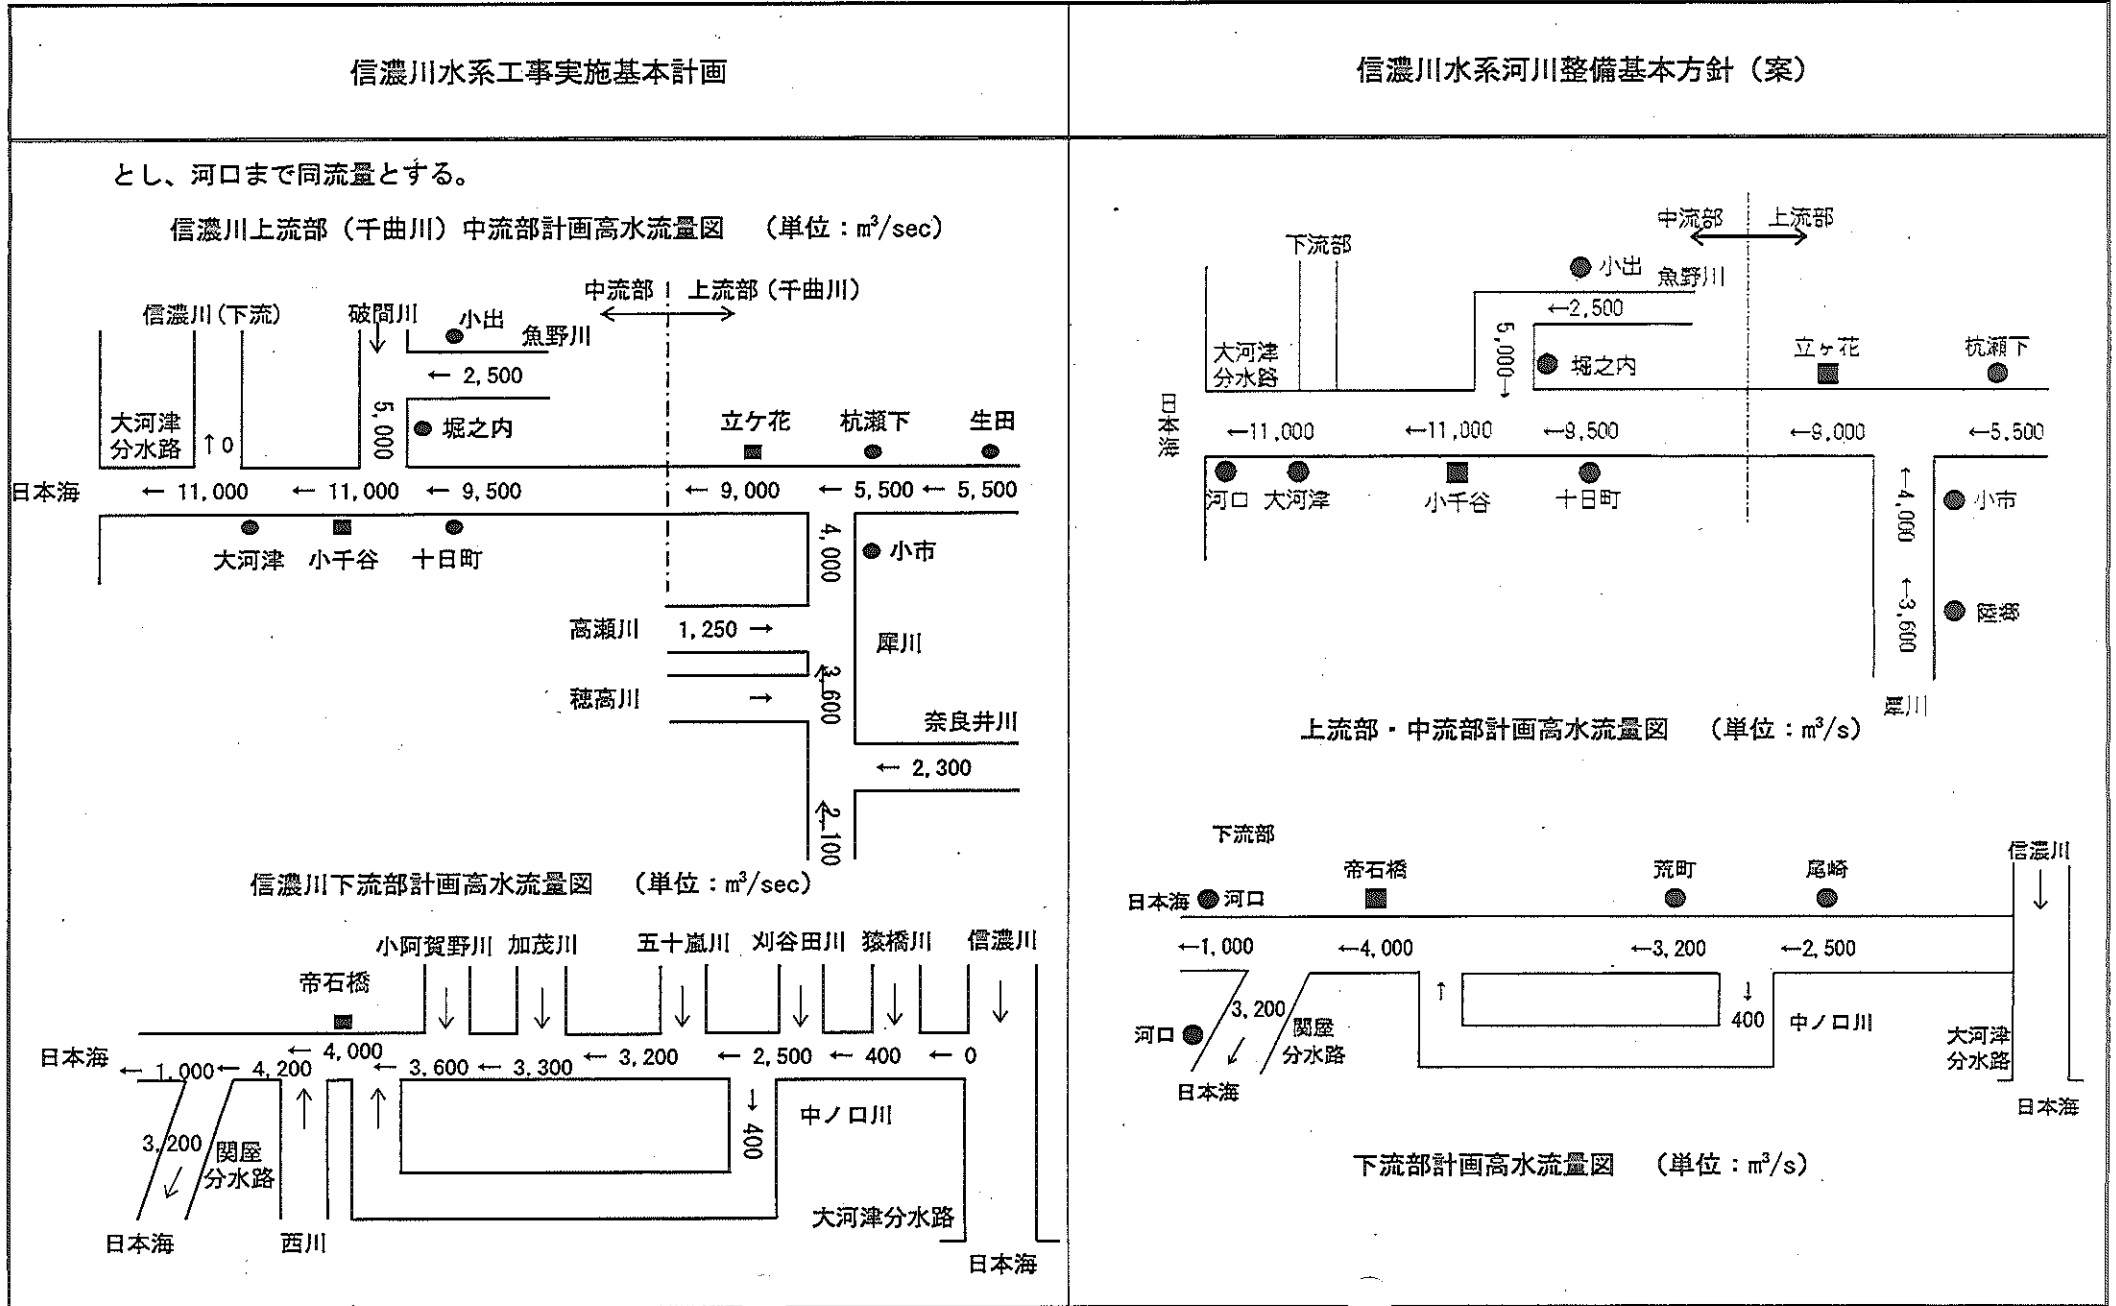 信濃川水系工事実施基本計画
とし、河口まで同流量とする。
信濃川上流部（千曲川）中流部計画高水流量図　（単位：m³/sec）
中流部
上流部（千曲川）
信濃川（下流）
破間川
小出
魚野川
← 2,500
大河津
分水路
↑0
5,000
堀之内
立ケ花
杭瀬下
生田
日本海
← 11,000
← 11,000
← 9,500
← 9,000
← 5,500
← 5,500
大河津
小千谷
十日町
4,000
小市
高瀬川
1,250 →
犀川
穂高川
→
3,600
奈良井川
← 2,300
2,100
信濃川下流部計画高水流量図　（単位：m³/sec）
小阿賀野川
加茂川
五十嵐川
刈谷田川
猿橋川
信濃川
帝石橋
日本海
← 1,000
← 4,200
← 4,000
← 3,600
← 3,300
← 3,200
← 2,500
← 400
← 0
3,200
関屋
分水路
↓400
中ノ口川
大河津分水路
日本海
西川
日本海
信濃川水系河川整備基本方針（案）
中流部
上流部
下流部
小出
魚野川
←2,500
大河津
分水路
5,000→
堀之内
立ヶ花
杭瀬下
日本海
←11,000
←11,000
←9,500
←9,000
←5,500
河口
大河津
小千谷
十日町
←4,000
小市
←3,600
陸郷
犀川
上流部・中流部計画高水流量図　（単位：m³/s）
下流部
信濃川
帝石橋
荒町
尾崎
日本海
河口
←1,000
←4,000
←3,200
←2,500
3,200
河口
関屋
分水路
↑
↓
400
中ノ口川
大河津
分水路
日本海
日本海
下流部計画高水流量図　（単位：m³/s）